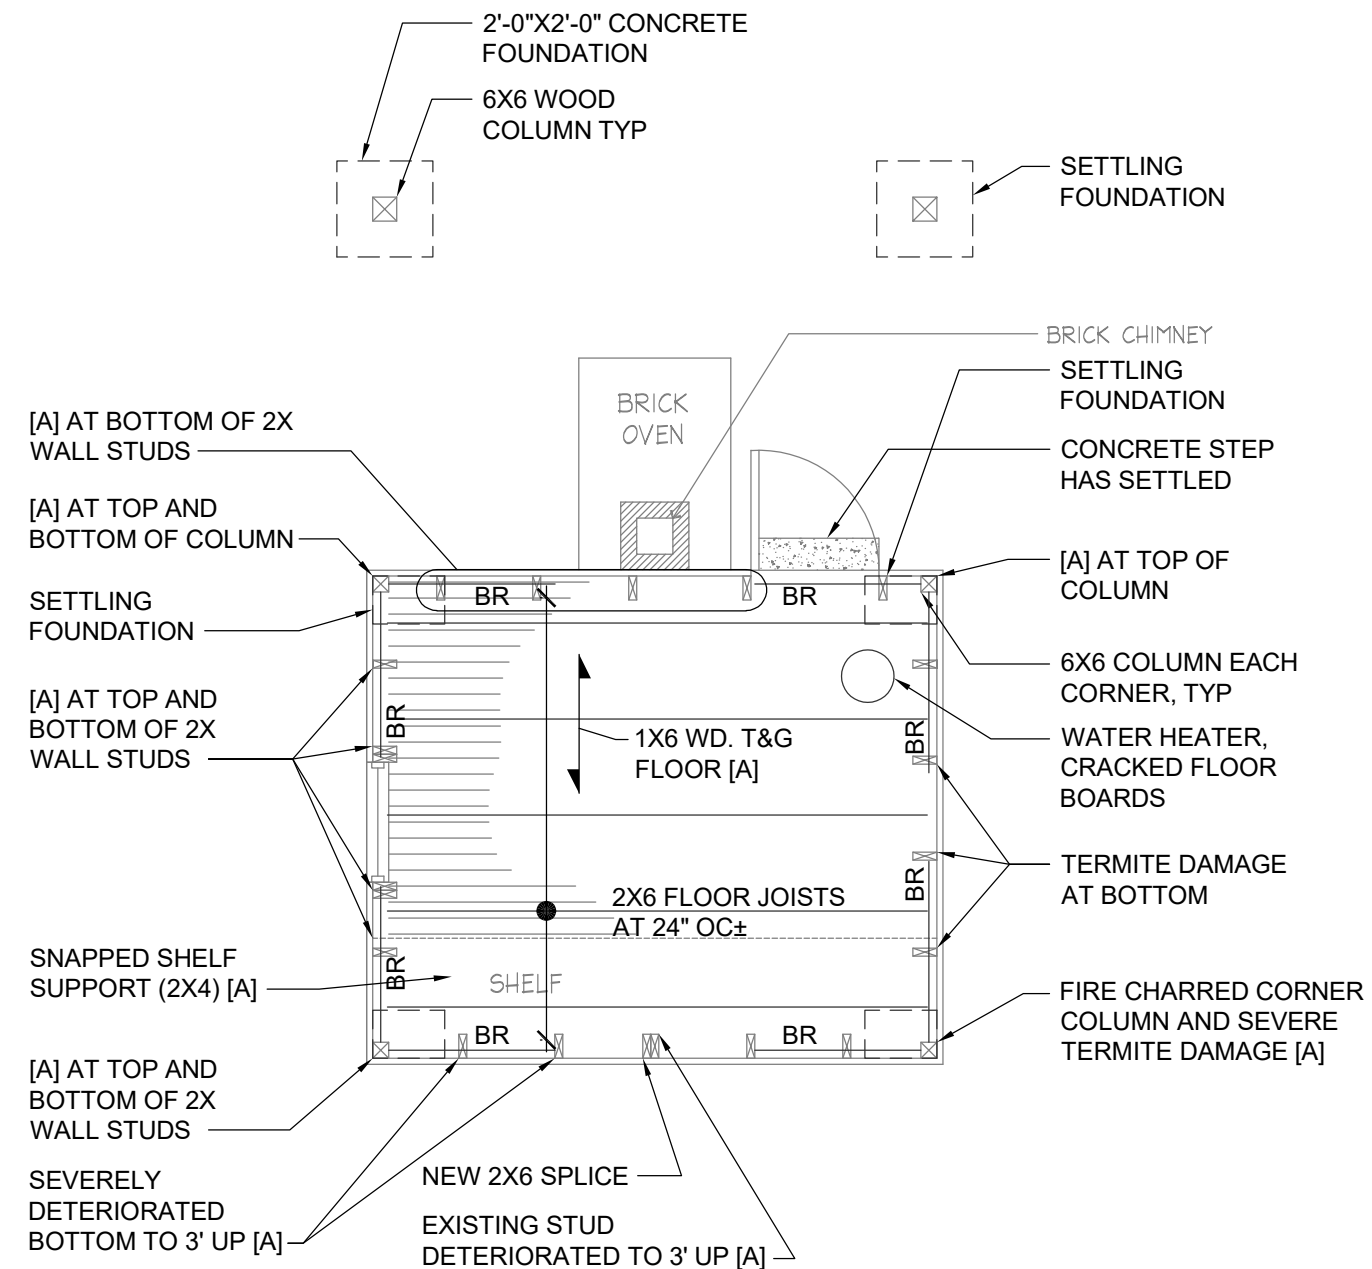 2'-0"X2'-0" CONCRETE
FOUNDATION
6X6 WOOD
COLUMN TYP
SETTLING
FOUNDATION
BRICK CHIMNEY
SETTLING
FOUNDATION
BRICK
OVEN
[A] AT BOTTOM OF 2X
WALL STUDS
CONCRETE STEP
HAS SETTLED
[A] AT TOP AND
BOTTOM OF COLUMN
[A] AT TOP OF
COLUMN
SETTLING
FOUNDATION
BR
BR
6X6 COLUMN EACH
CORNER, TYP
[A] AT TOP AND
BOTTOM OF 2X
WALL STUDS
BR
BR
1X6 WD. T&G
FLOOR [A]
WATER HEATER,
CRACKED FLOOR
BOARDS
TERMITE DAMAGE
AT BOTTOM
BR
2X6 FLOOR JOISTS
AT 24" OC±
SNAPPED SHELF
SUPPORT (2X4) [A]
BR
SHELF
FIRE CHARRED CORNER
COLUMN AND SEVERE
TERMITE DAMAGE [A]
BR
BR
[A] AT TOP AND
BOTTOM OF 2X
WALL STUDS
SEVERELY
DETERIORATED
BOTTOM TO 3' UP [A]
NEW 2X6 SPLICE
EXISTING STUD
DETERIORATED TO 3' UP [A]